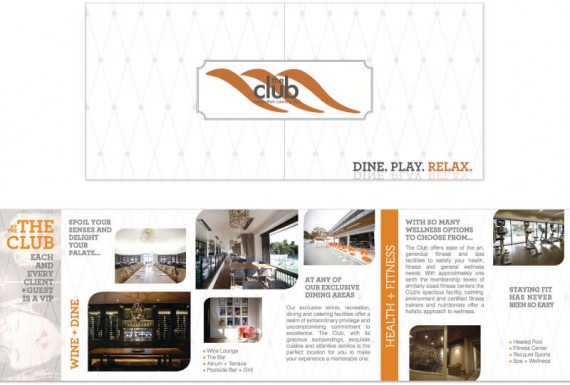 the
club
DINE. PLAY. RELAX.
THE
CLUB
EACH
AND
EVERY
CLIENT
+GUEST
IS A VIP
WINE + DINE
SPOIL YOUR
SENSES AND
DELIGHT
YOUR
PALATE...
AT ANY OF
OUR EXCLUSIVE
DINING AREAS
Our exclusive tennis, recreation,
dining and catering facilities offer a
realm of extraordinary privilege and
uncompromising commitment to
excellence. The Club, with its
gracious surroundings, exquisite
cuisine and attentive service is the
perfect location for you to make
your experience a memorable one.
Wine Lounge
The Bar
Atrium + Terrace
Poolside Bar + Grill
HEALTH + FITNESS
WITH SO MANY
WELLNESS OPTIONS
TO CHOOSE FROM...
The Club offers state of the art,
generous fitness and spa
facilities to satisfy your health,
fitness and general wellness
needs. With approximately one
tenth the membership levels of
similarly sized fitness centers the
Club's spacious facility, calming
environment and certified fitness
trainers and nutritionists offer a
holistic approach to wellness.
STAYING FIT
HAS NEVER
BEEN SO EASY
Heated Pool
Fitness Center
Racquet Sports
Spa + Wellness